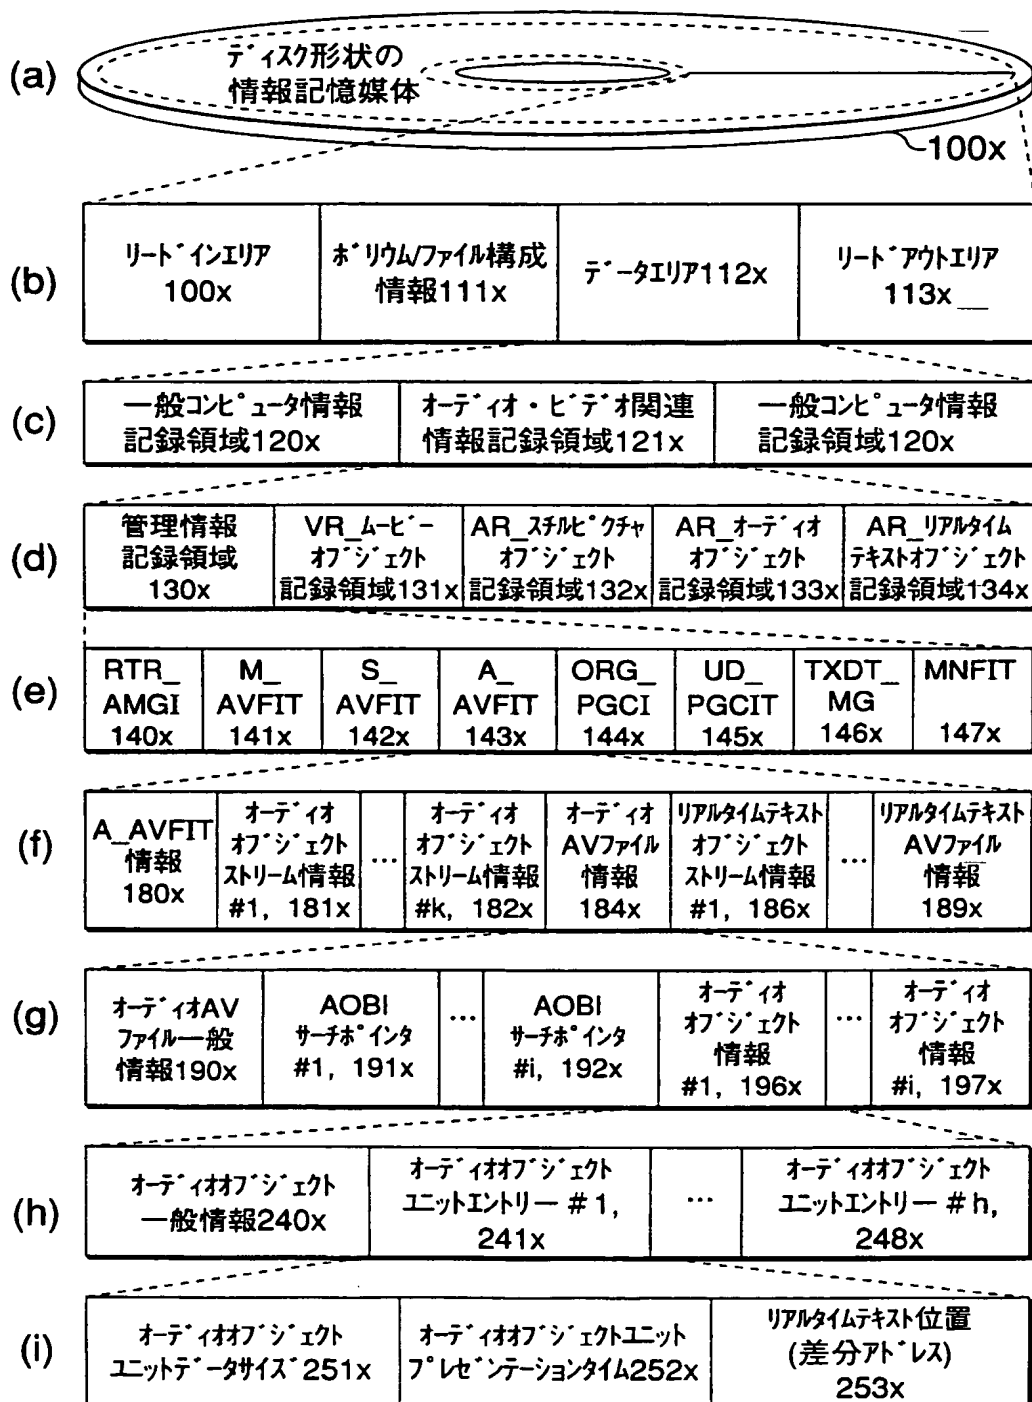 (a)
ディスク形状の
情報記憶媒体
100x
(b)
リードインエリア
100x
ボリウム/ファイル構成
情報111x
データエリア112x
リードアウトエリア
113x
(c)
一般コンピュータ情報
記録領域120x
オーディオ・ビデオ関連
情報記録領域121x
一般コンピュータ情報
記録領域120x
(d)
管理情報
記録領域
130x
VR_ムービー
オブジェクト
記録領域131x
AR_スチルピクチャ
オブジェクト
記録領域132x
AR_オーディオ
オブジェクト
記録領域133x
AR_リアルタイム
テキストオブジェクト
記録領域134x
(e)
RTR_
AMGI
140x
M_
AVFIT
141x
S_
AVFIT
142x
A_
AVFIT
143x
ORG_
PGCI
144x
UD_
PGCIT
145x
TXDT_
MG
146x
MNFIT
147x
(f)
A_AVFIT
情報
180x
オーディオ
オブジェクト
ストリーム情報
#1, 181x
…
オーディオ
オブジェクト
ストリーム情報
#k, 182x
オーディオ
AVファイル
情報
184x
リアルタイムテキスト
オブジェクト
ストリーム情報
#1, 186x
…
リアルタイムテキスト
AVファイル
情報
189x
(g)
オーディオAV
ファイル一般
情報190x
AOBI
サーチポインタ
#1, 191x
…
AOBI
サーチポインタ
#i, 192x
オーディオ
オブジェクト
情報
#1, 196x
…
オーディオ
オブジェクト
情報
#i, 197x
(h)
オーディオオブジェクト
一般情報240x
オーディオオブジェクト
ユニットエントリー#1,
241x
…
オーディオオブジェクト
ユニットエントリー#h,
248x
(i)
オーディオオブジェクト
ユニットデータサイズ251x
オーディオオブジェクトユニット
プレゼンテーションタイム252x
リアルタイムテキスト位置
(差分アドレス)
253x